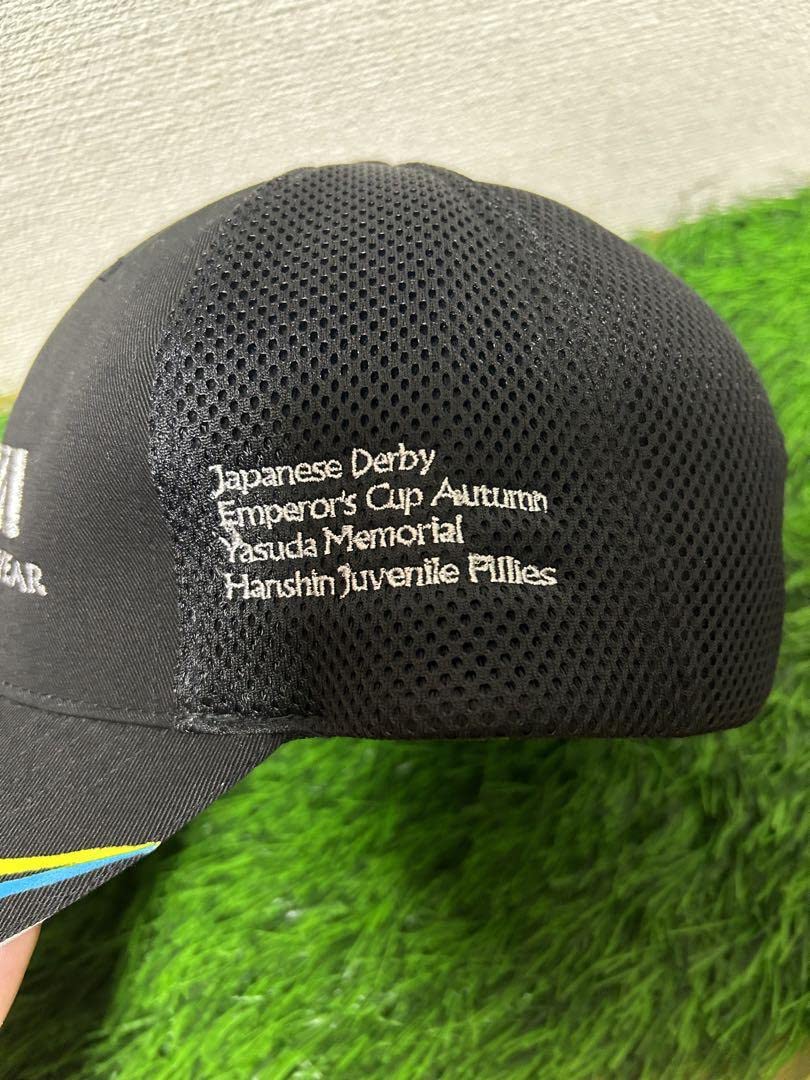 Japanese Derby
Emperor's Cup Autumn
Yasuda Memorial
Hanshin Juvenile Fillies